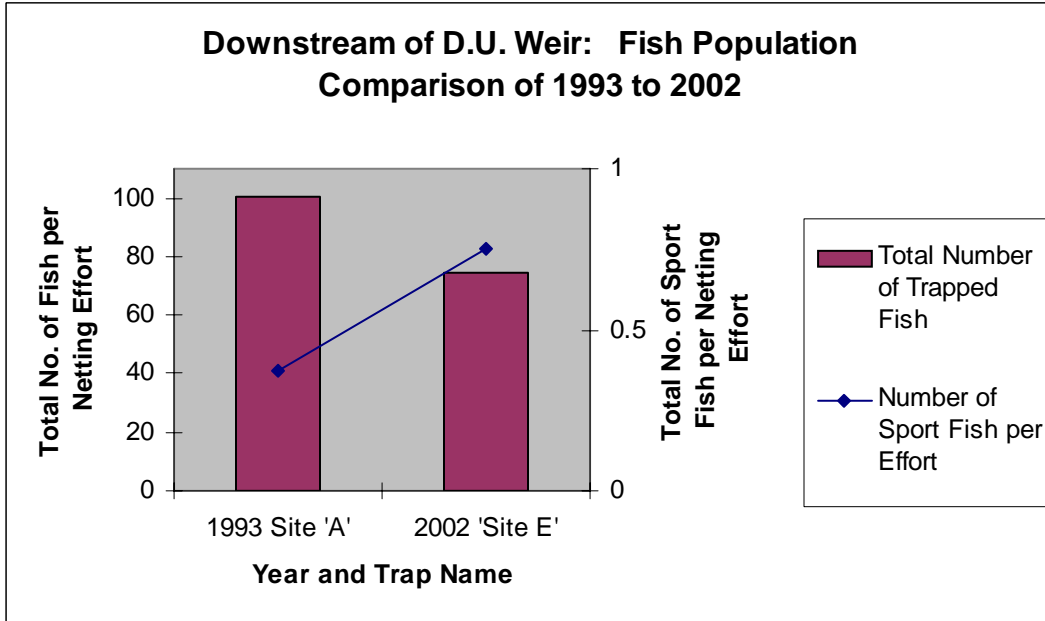 Downstream of D.U. Weir: Fish Population
Comparison of 1993 to 2002
Total No. of Fish per
Netting Effort
100
80
60
40
20
0
1
0.5
0
Total No. of Sport
Fish per Netting
Effort
1993 Site 'A'
2002 'Site E'
Year and Trap Name
Total Number
of Trapped
Fish
Number of
Sport Fish per
Effort